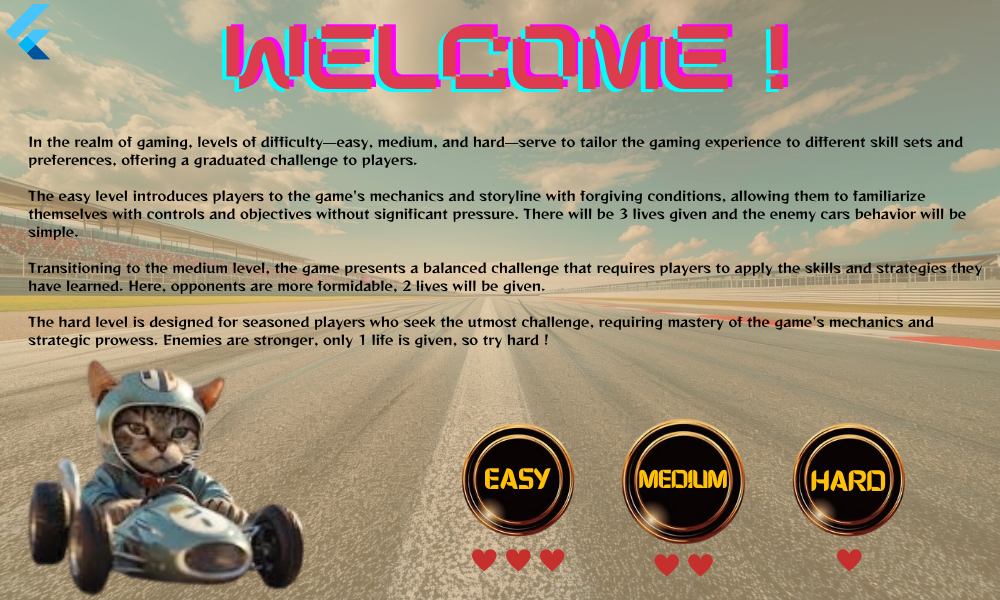 WELCOME !
In the realm of gaming, levels of difficulty—easy, medium, and hard—serve to tailor the gaming experience to different skill sets and
preferences, offering a graduated challenge to players.
The easy level introduces players to the game's mechanics and storyline with forgiving conditions, allowing them to familiarize
themselves with controls and objectives without significant pressure. There will be 3 lives given and the enemy cars behavior will be
simple.
Transitioning to the medium level, the game presents a balanced challenge that requires players to apply the skills and strategies they
have learned. Here, opponents are more formidable, 2 lives will be given.
The hard level is designed for seasoned players who seek the utmost challenge, requiring mastery of the game's mechanics and
strategic prowess. Enemies are stronger, only 1 life is given, so try hard !
EASY
MEDIUM
HARD